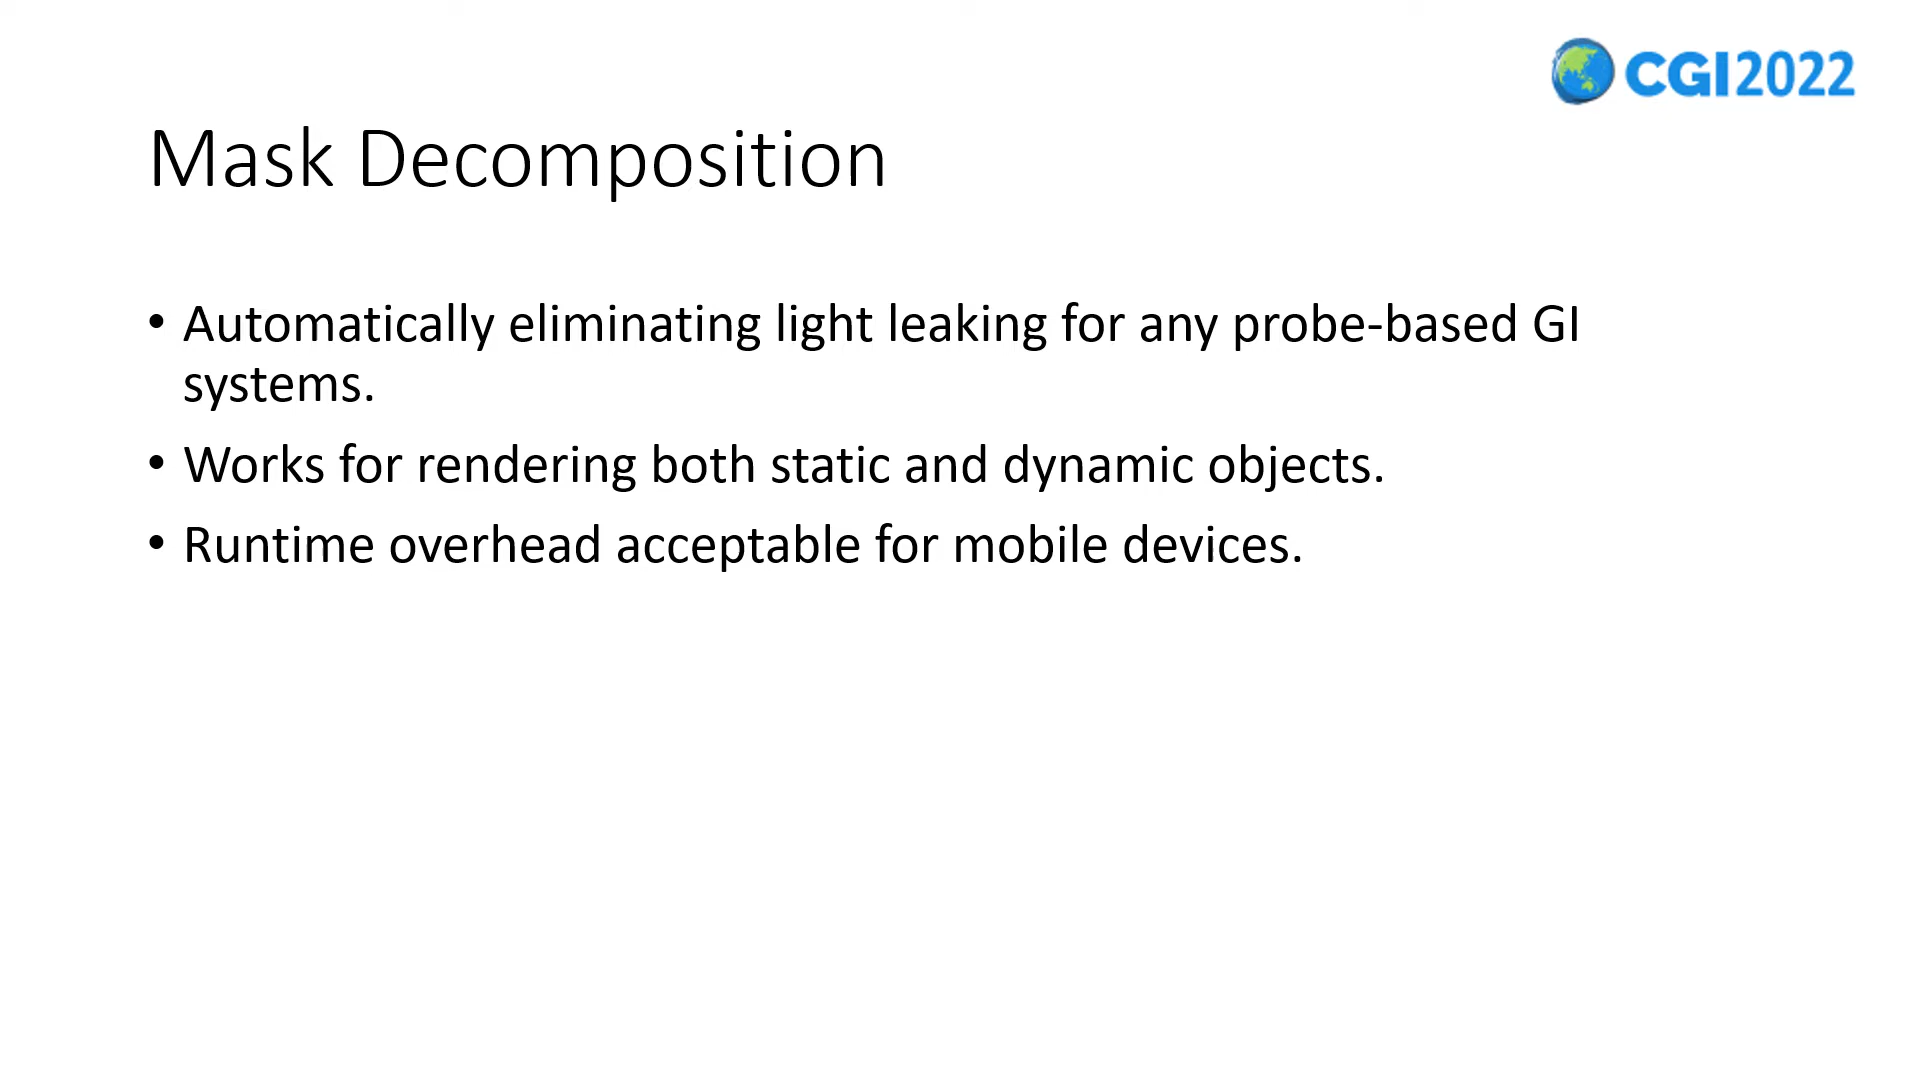 CGI2022
Mask Decomposition
• Automatically eliminating light leaking for any probe-based GI
systems.
• Works for rendering both static and dynamic objects.
• Runtime overhead acceptable for mobile devices.